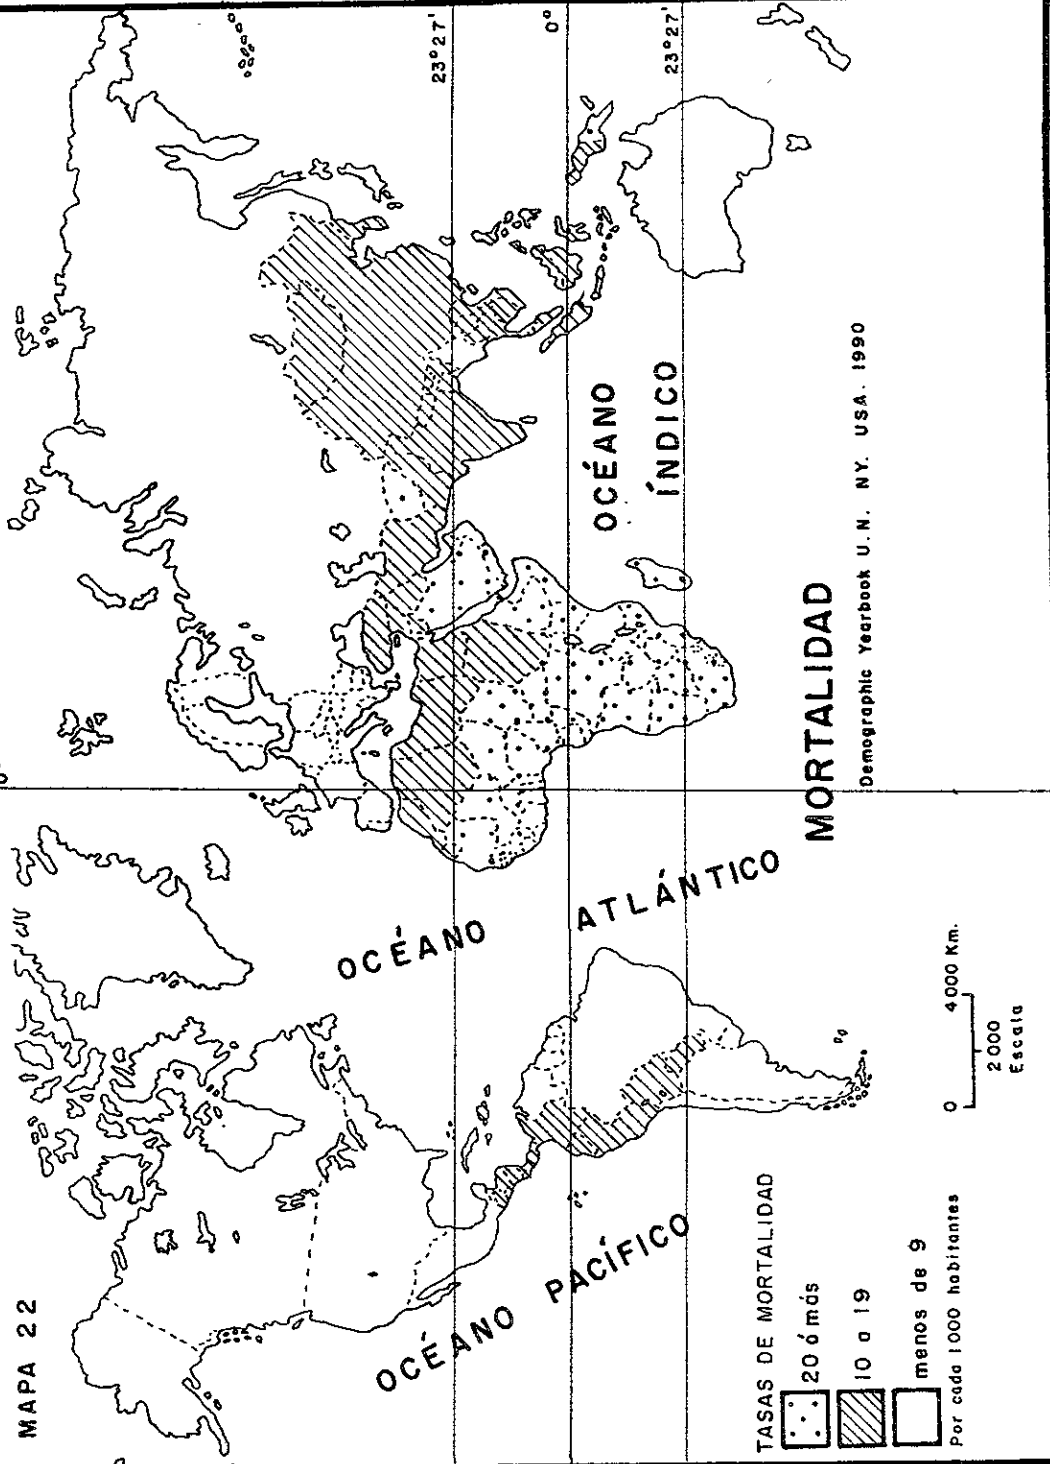 MAPA 22
0°
23°27'
0°
23°27'
OCÉANO PACÍFICO
OCÉANO ATLÁNTICO
OCÉANO
ÍNDICO
MORTALIDAD
Demographic Yearbook U.N. NY. USA. 1990
TASAS DE MORTALIDAD
20 ó más
10 a 19
menos de 9
Por cada 1000 habitantes
0 4000 Km.
2000
Escala